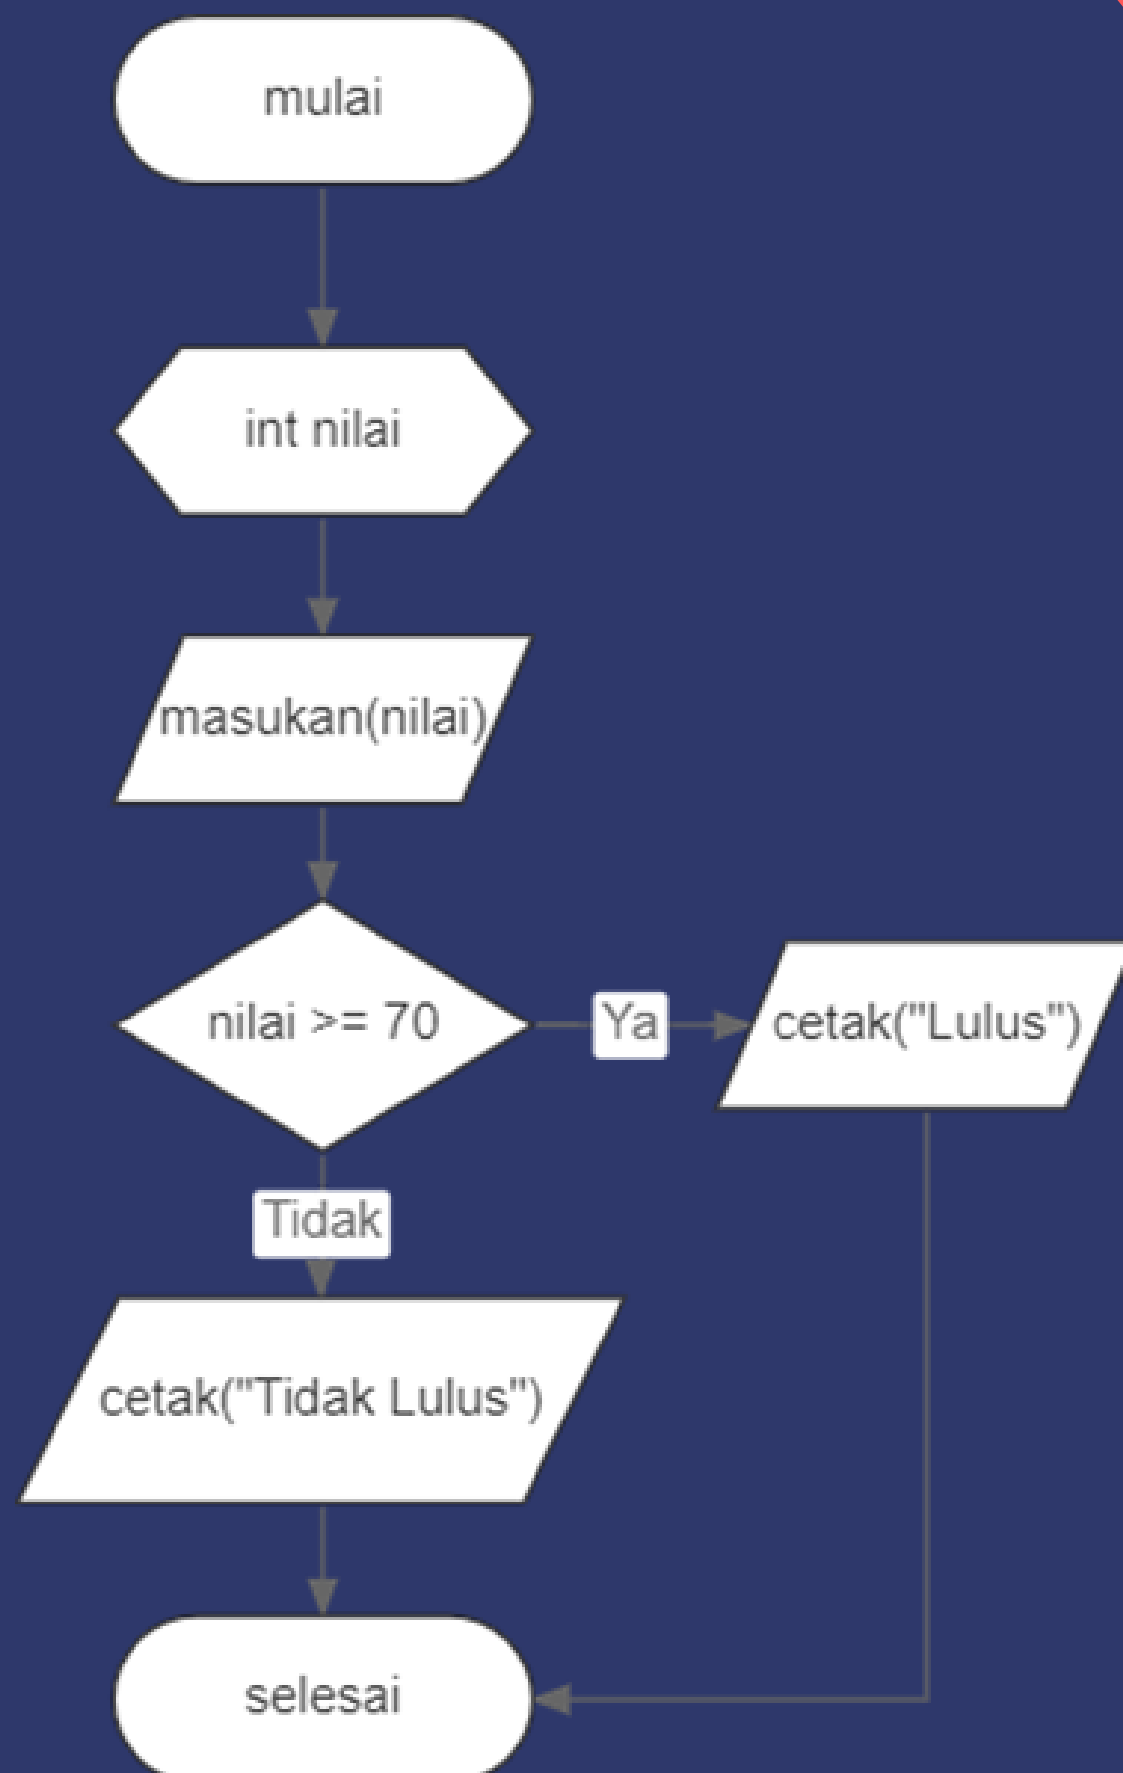 mulai
int nilai
masukan(nilai)
nilai >= 70
Ya
cetak("Lulus")
Tidak
cetak("Tidak Lulus")
selesai